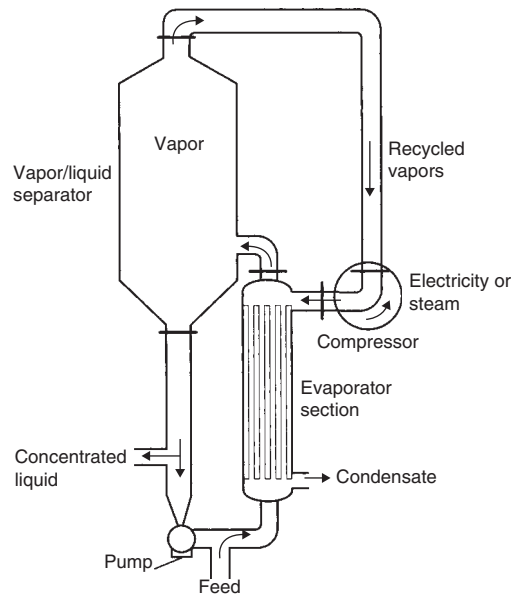 Vapor
Vapor/liquid
separator
Recycled
vapors
Electricity or
steam
Compressor
Evaporator
section
Concentrated
liquid
Condensate
Pump
Feed